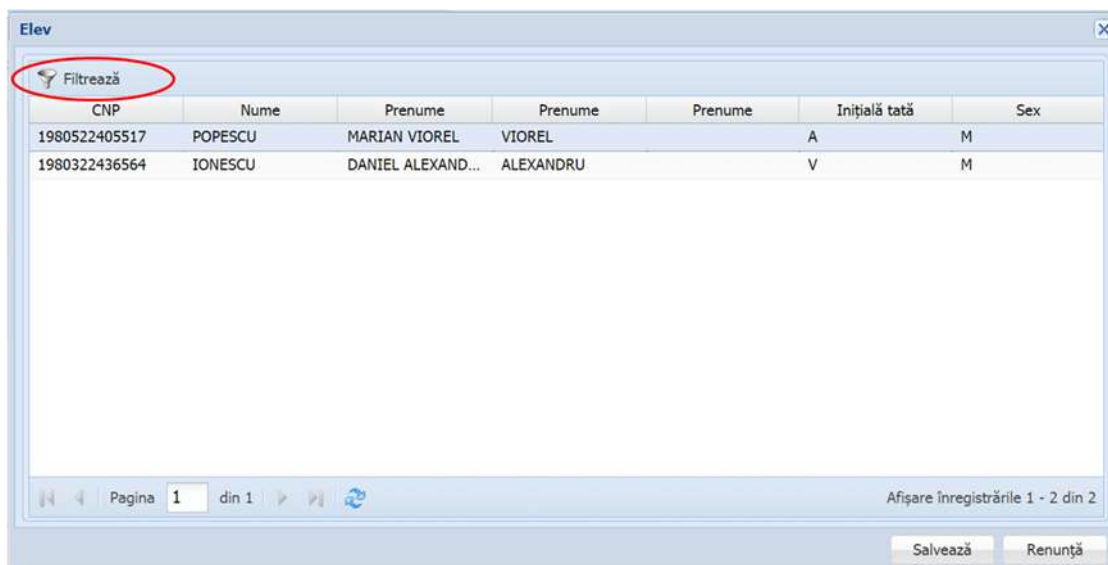 Elev
Filtrează
CNP Nume Prenume Prenume Prenume Inițială tată Sex
1980522405517 POPESCU MARIAN VIOREL VIOREL A M
1980322436564 IONESCU DANIEL ALEXAND... ALEXANDRU V M
Pagina 1 din 1 Afișare înregistrările 1 - 2 din 2
Salvează Renunță